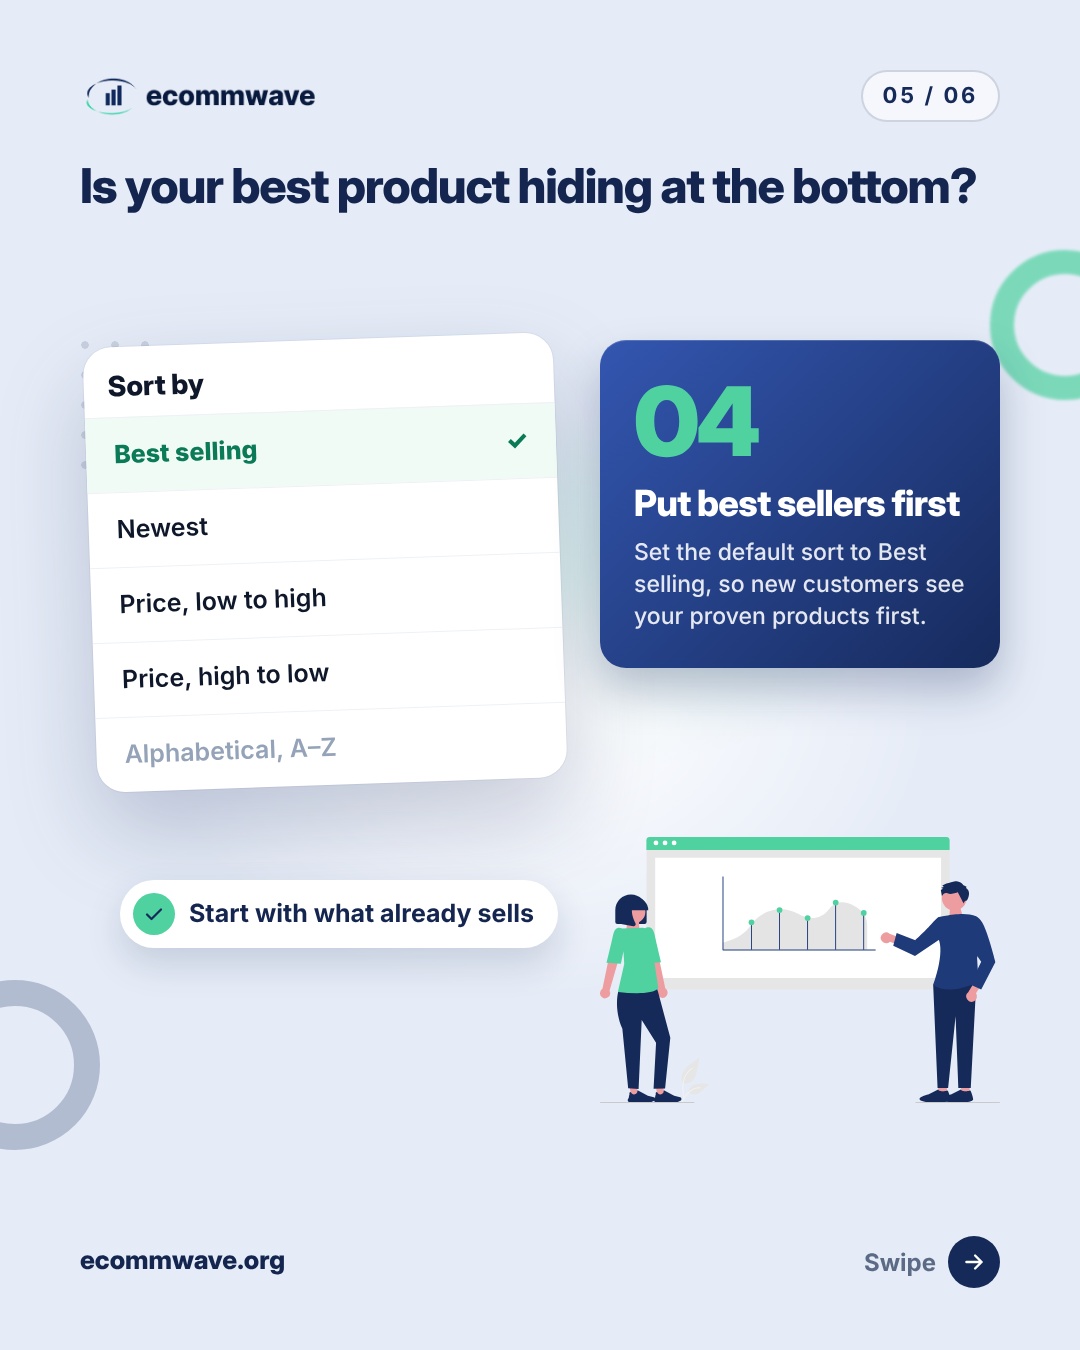 ecommwave
05 / 06
Is your best product hiding at the bottom?
Sort by
Best selling
Newest
Price, low to high
Price, high to low
Alphabetical, A–Z
04
Put best sellers first
Set the default sort to Best
selling, so new customers see
your proven products first.
Start with what already sells
ecommwave.org
Swipe